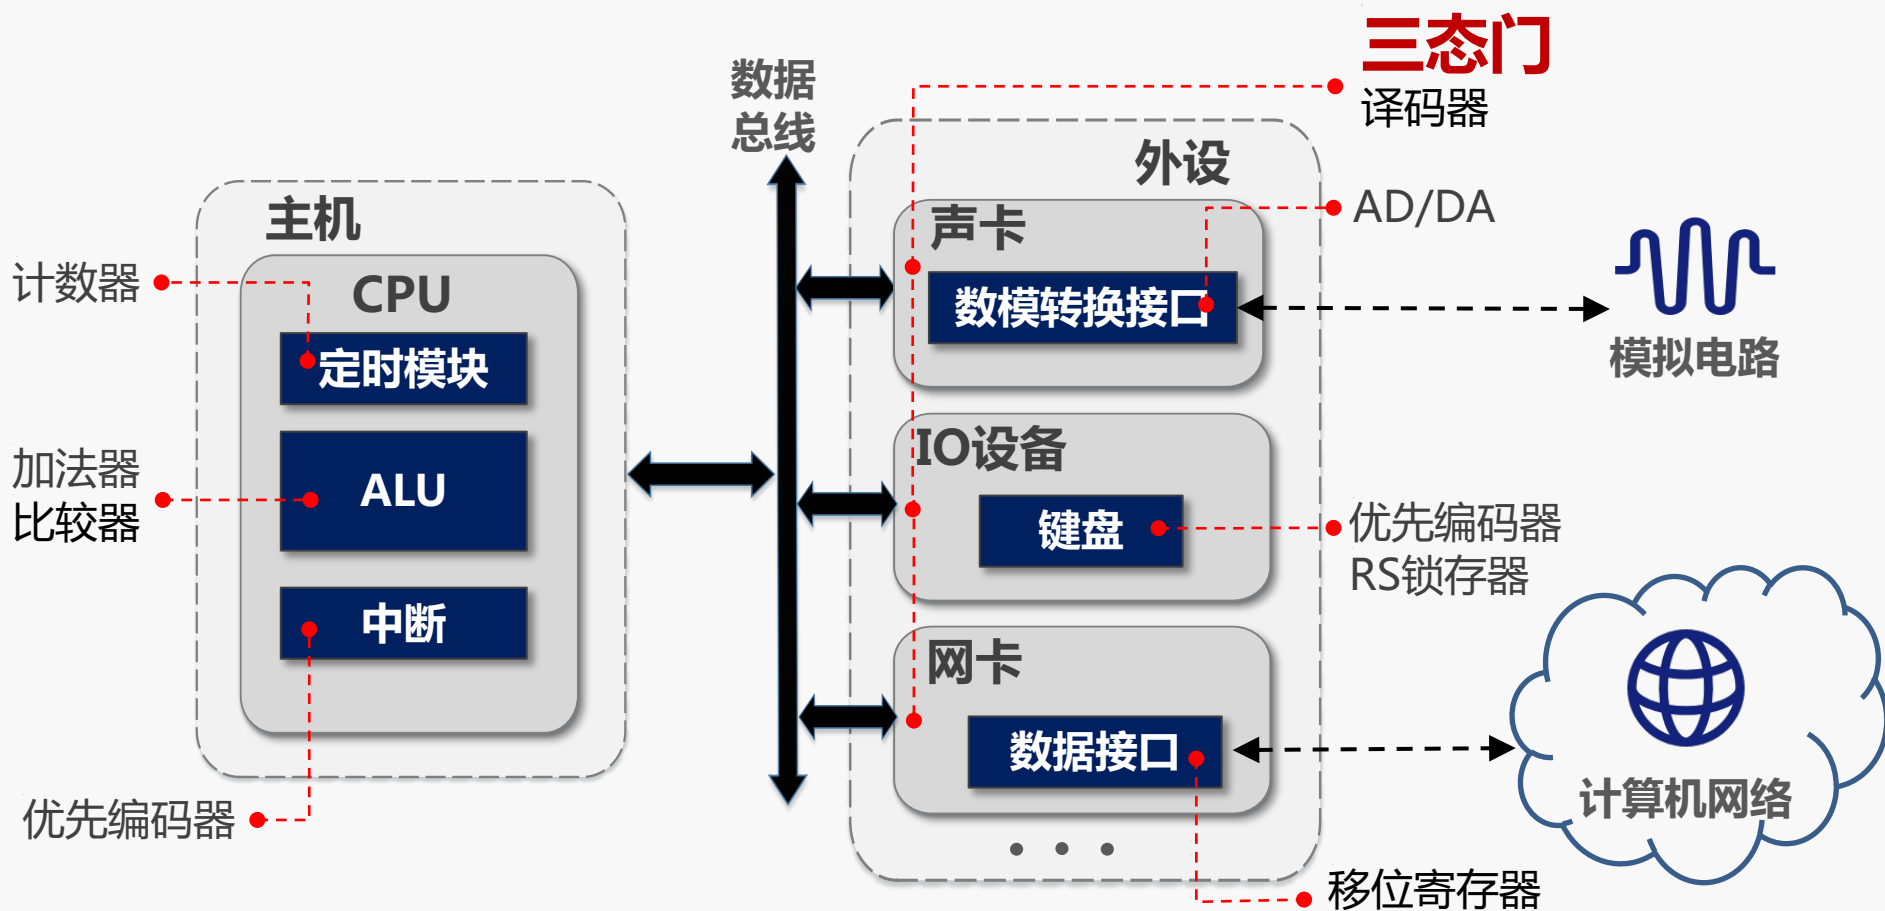 三态门
译码器
数据
总线
外设
主机
声卡
AD/DA
计数器
CPU
数模转换接口
定时模块
模拟电路
IO设备
加法器
比较器
ALU
键盘
优先编码器
RS锁存器
中断
网卡
数据接口
计算机网络
优先编码器
移位寄存器